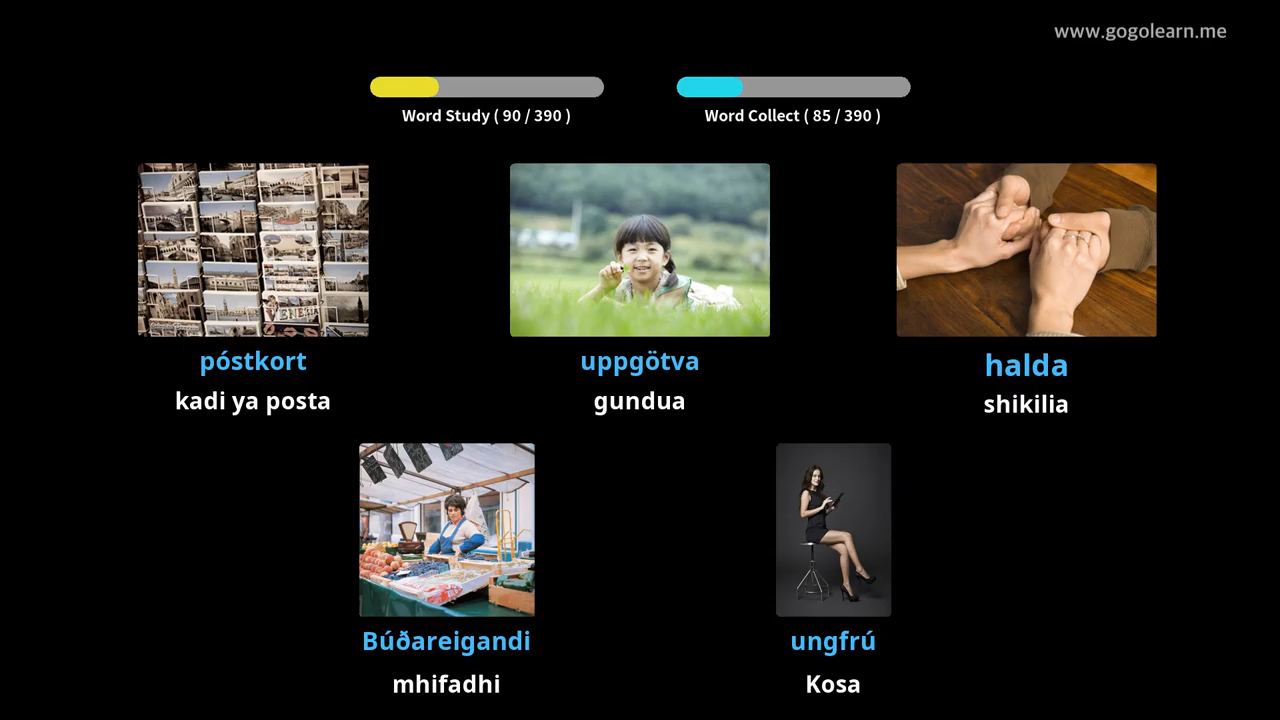 www.gogolearn.me
Word Study ( 90 / 390 )
Word Collect ( 85 / 390 )
póstkort
kadi ya posta
uppgötva
gundua
halda
shikilia
Búðareigandi
mhifadhi
ungfrú
Kosa